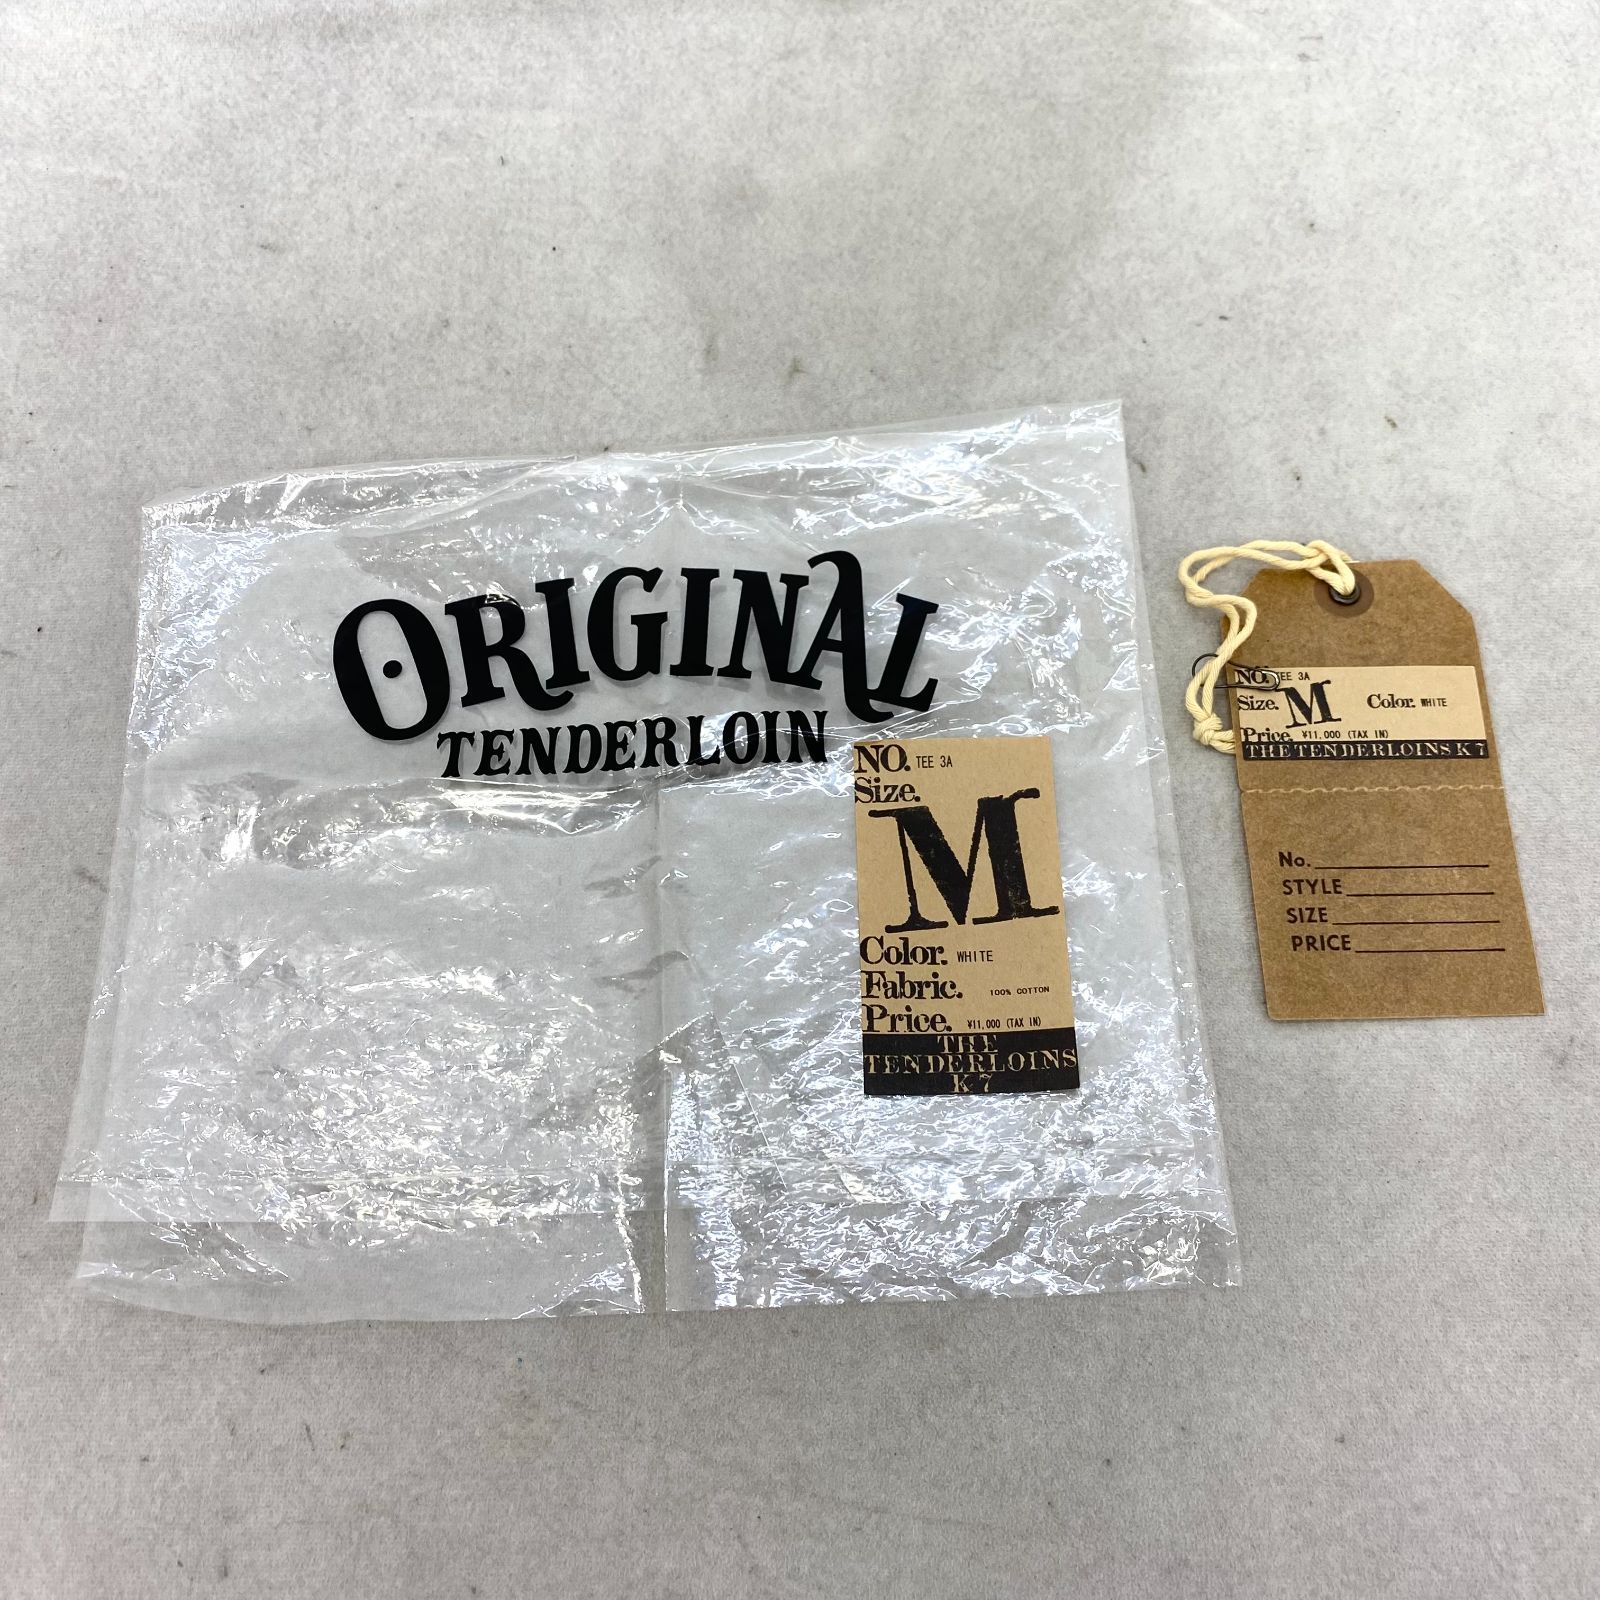 ORIGINAL
TENDERLOIN
NO. TEE 3A
Size.
M
Color. WHITE
Fabric. 100% COTTON
Price. ¥11,000 (TAX IN)
THE
TENDERLOINS
K 7
NO. TEE 3A
Size. M Color. WHITE
Price. ¥11,000 (TAX IN)
THE TENDERLOINS K 7
No.
STYLE
SIZE
PRICE